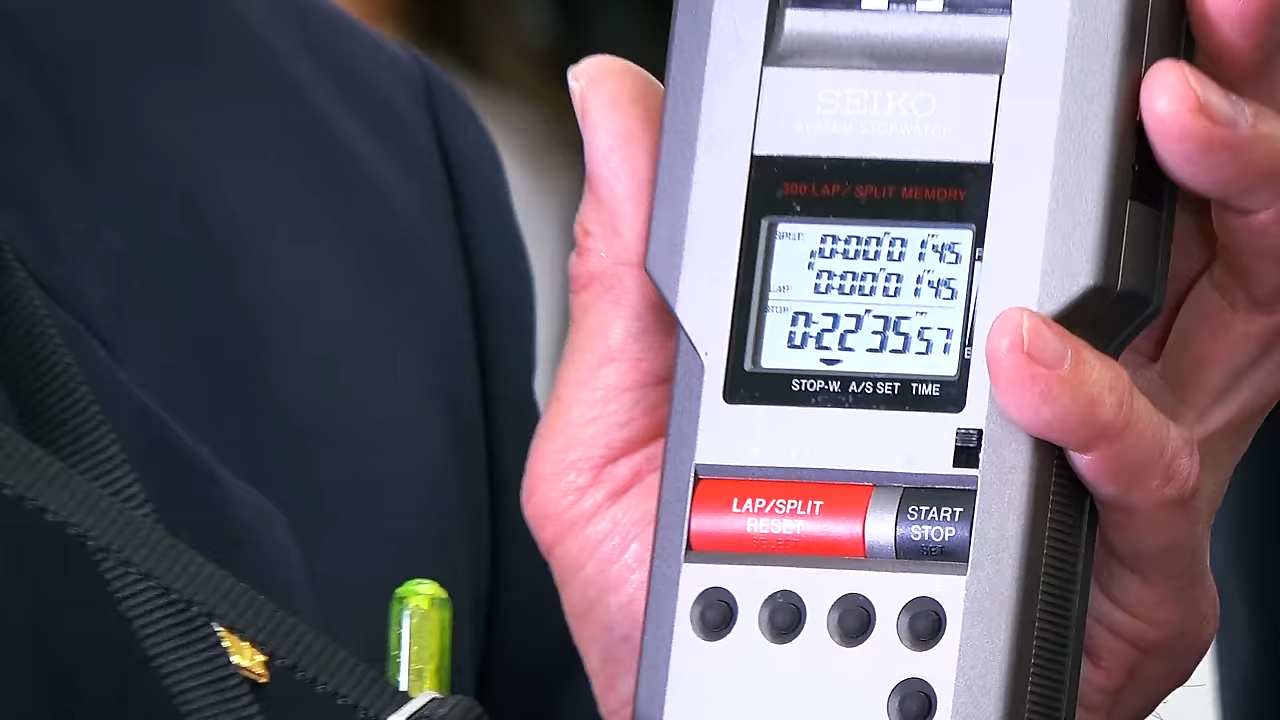 SEIKO
SYSTEM STOPWATCH
300 LAP/SPLIT MEMORY
SPLIT 0:00'01"45
LAP 0:00'01"45
STOP 0:22'35"57
STOP-W. A/S SET TIME
LAP/SPLIT
RESET
SELECT
START
STOP
SET